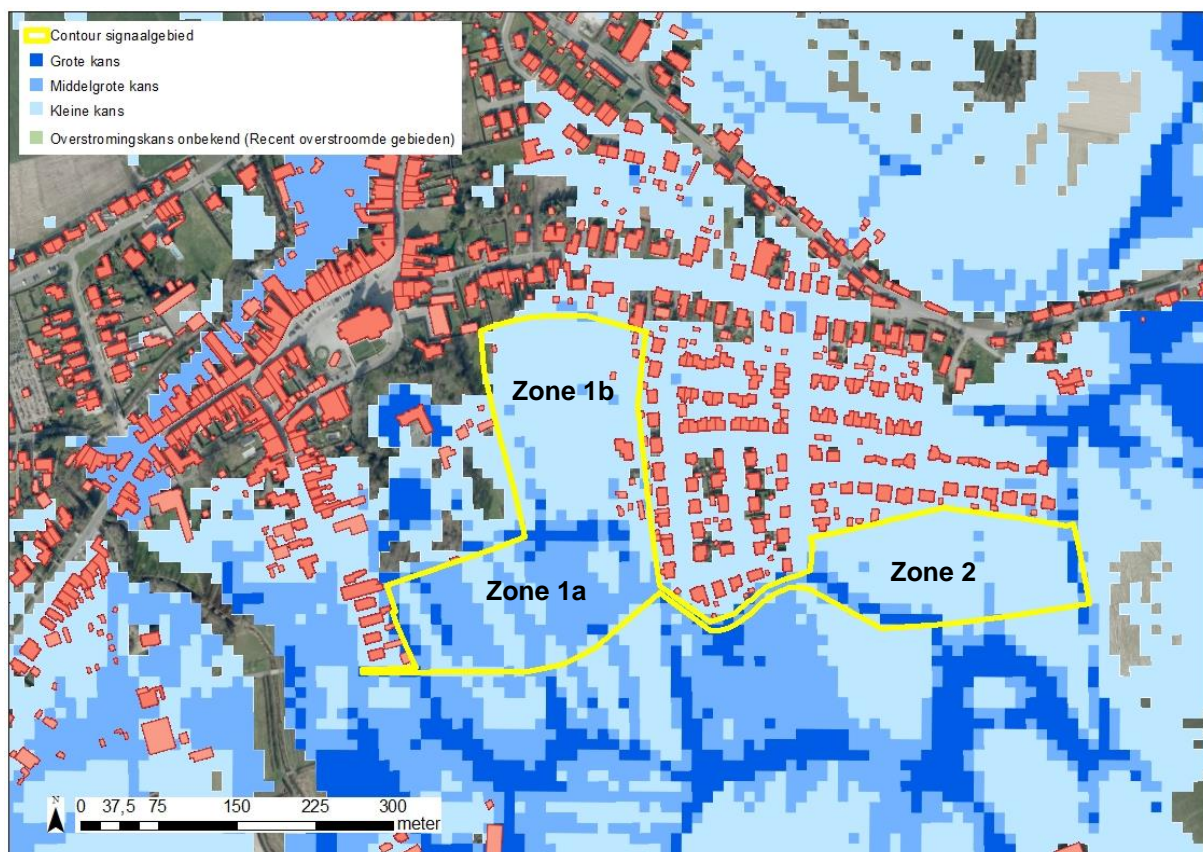 Contour signaalgebied
Grote kans
Middelgrote kans
Kleine kans
Overstromingskans onbekend (Recent overstroomde gebieden)
Zone 1b
Zone 1a
Zone 2
N
0 37,5 75 150 225 300
meter